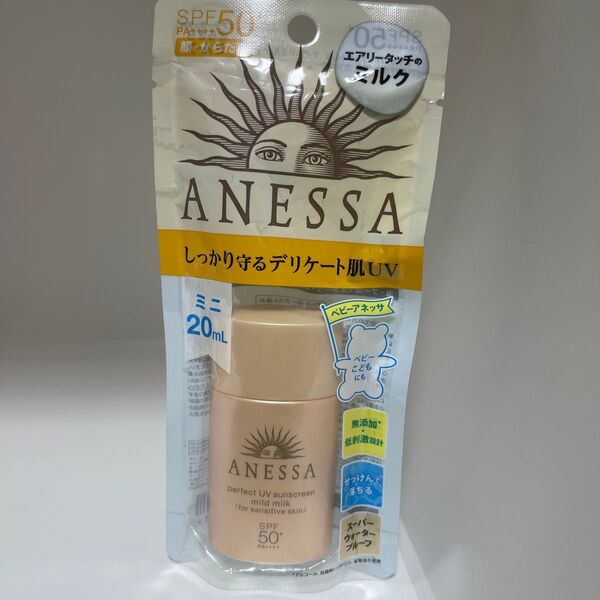 SPF50
PA++++
顔・からだ
エアリータッチの
ミルク
ANESSA
しっかり守るデリケート肌UV
ミニ
20mL
ベビーアネッサ
ベビー
こども
にも
無添加*
低刺激設計
せっけんで
落ちる
スーパー
ウォーター
プルーフ
ANESSA
perfect UV sunscreen
mild milk
<for sensitive skin>
SPF
50+
PA++++